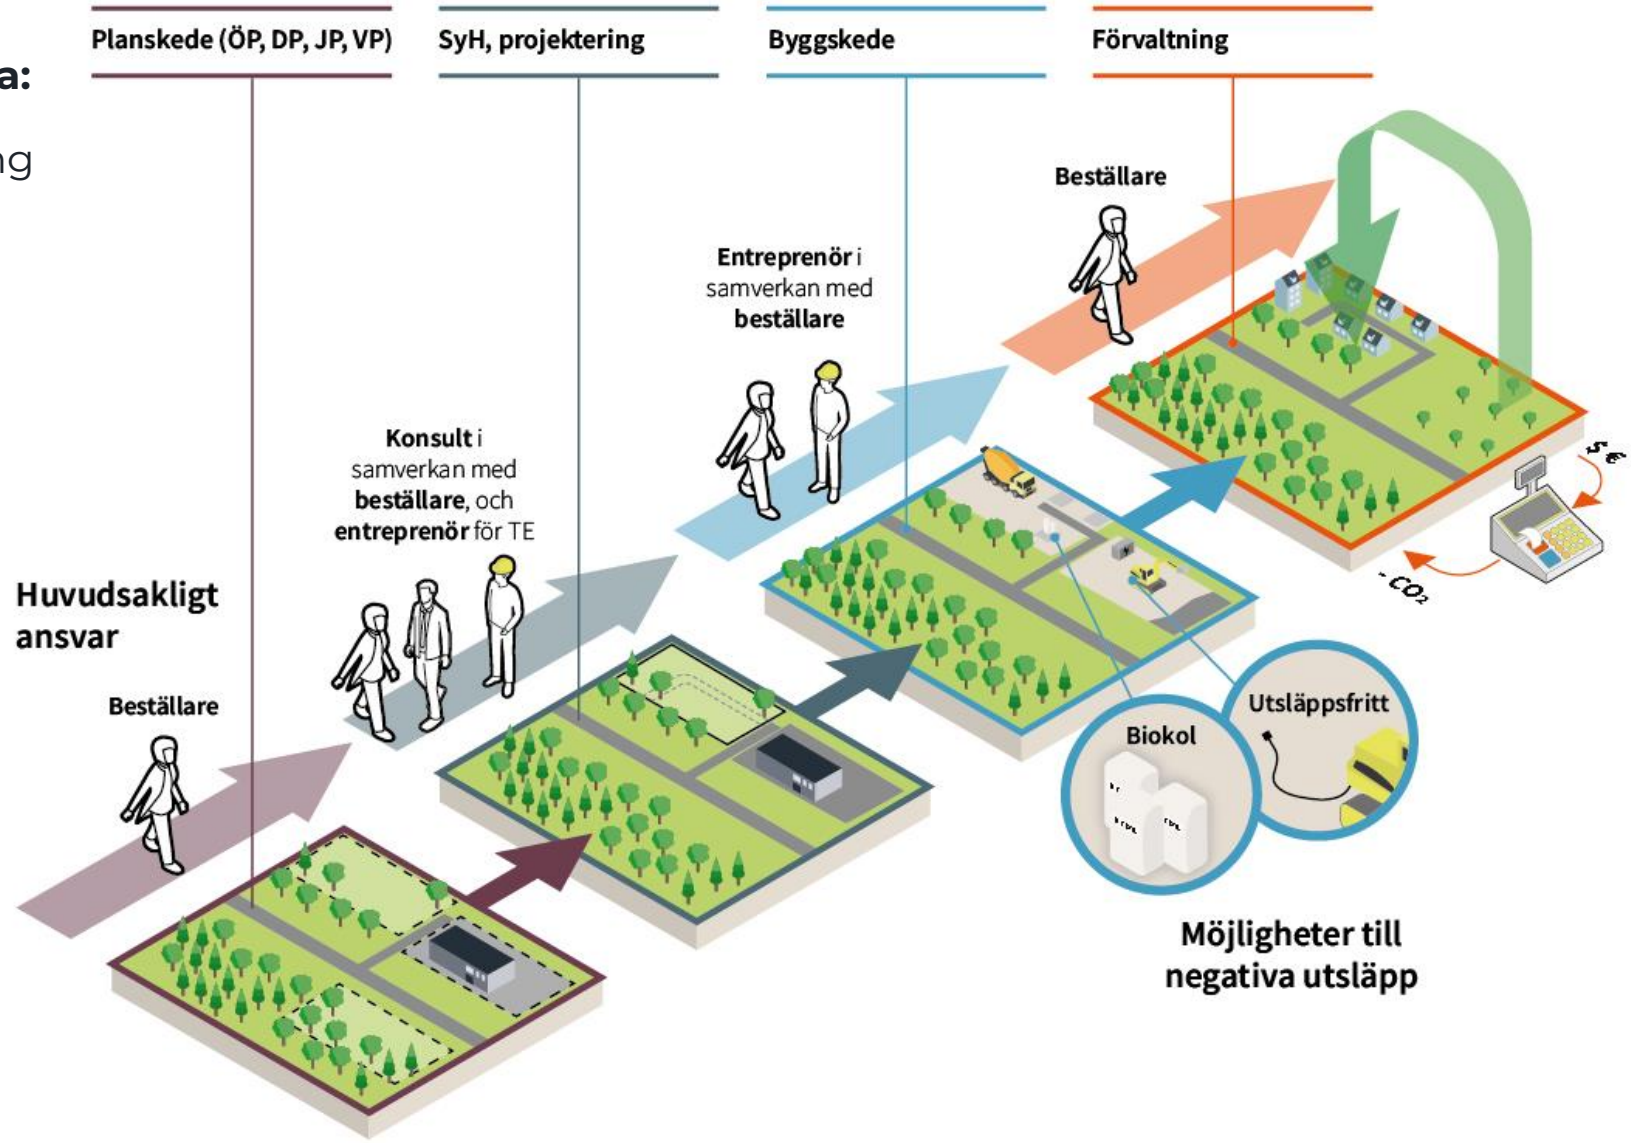 Planskede (ÖP, DP, JP, VP)
SyH, projektering
Byggskede
Förvaltning
a:
ng
Beställare
Entreprenör i
samverkan med
beställare
Konsult i
samverkan med
beställare, och
entreprenör för TE
Huvudsakligt
ansvar
Beställare
$ €
- CO₂
Utsläppsfritt
Biokol
Möjligheter till
negativa utsläpp